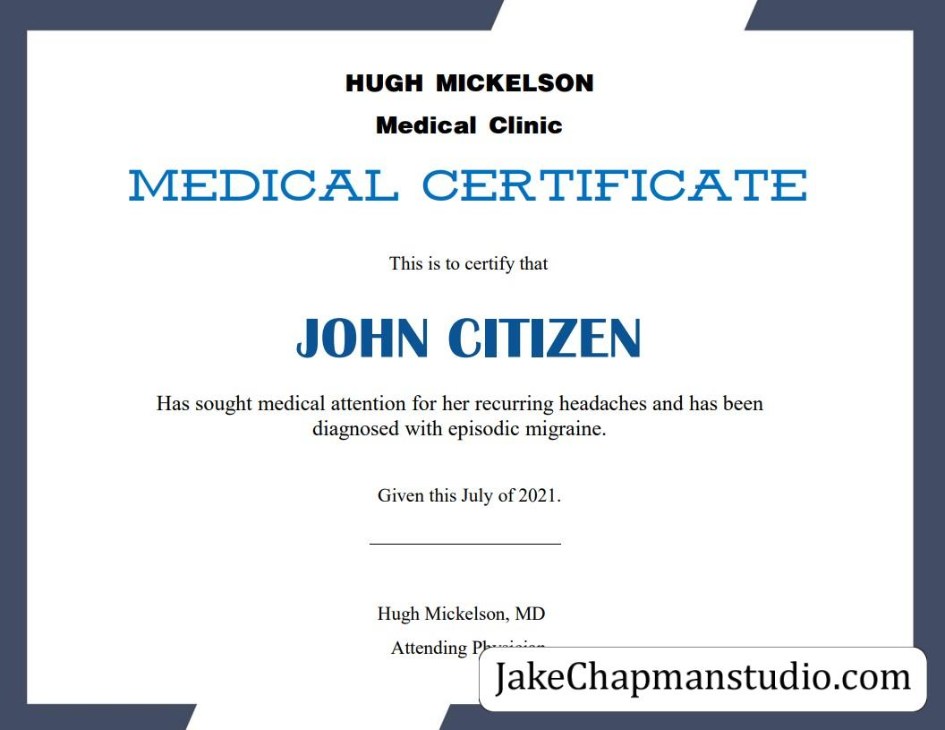 HUGH MICKELSON
Medical Clinic
MEDICAL CERTIFICATE
This is to certify that
JOHN CITIZEN
Has sought medical attention for her recurring headaches and has been
diagnosed with episodic migraine.
Given this July of 2021.
Hugh Mickelson, MD
Attending Physician
JakeChapmanstudio.com